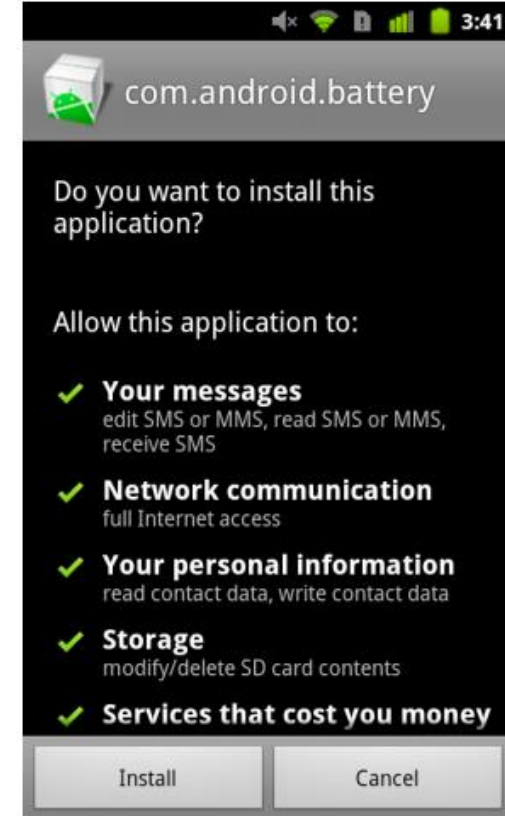 3:41
com.android.battery
Do you want to install this
application?
Allow this application to:
Your messages
edit SMS or MMS, read SMS or MMS,
receive SMS
Network communication
full Internet access
Your personal information
read contact data, write contact data
Storage
modify/delete SD card contents
Services that cost you money
Install
Cancel